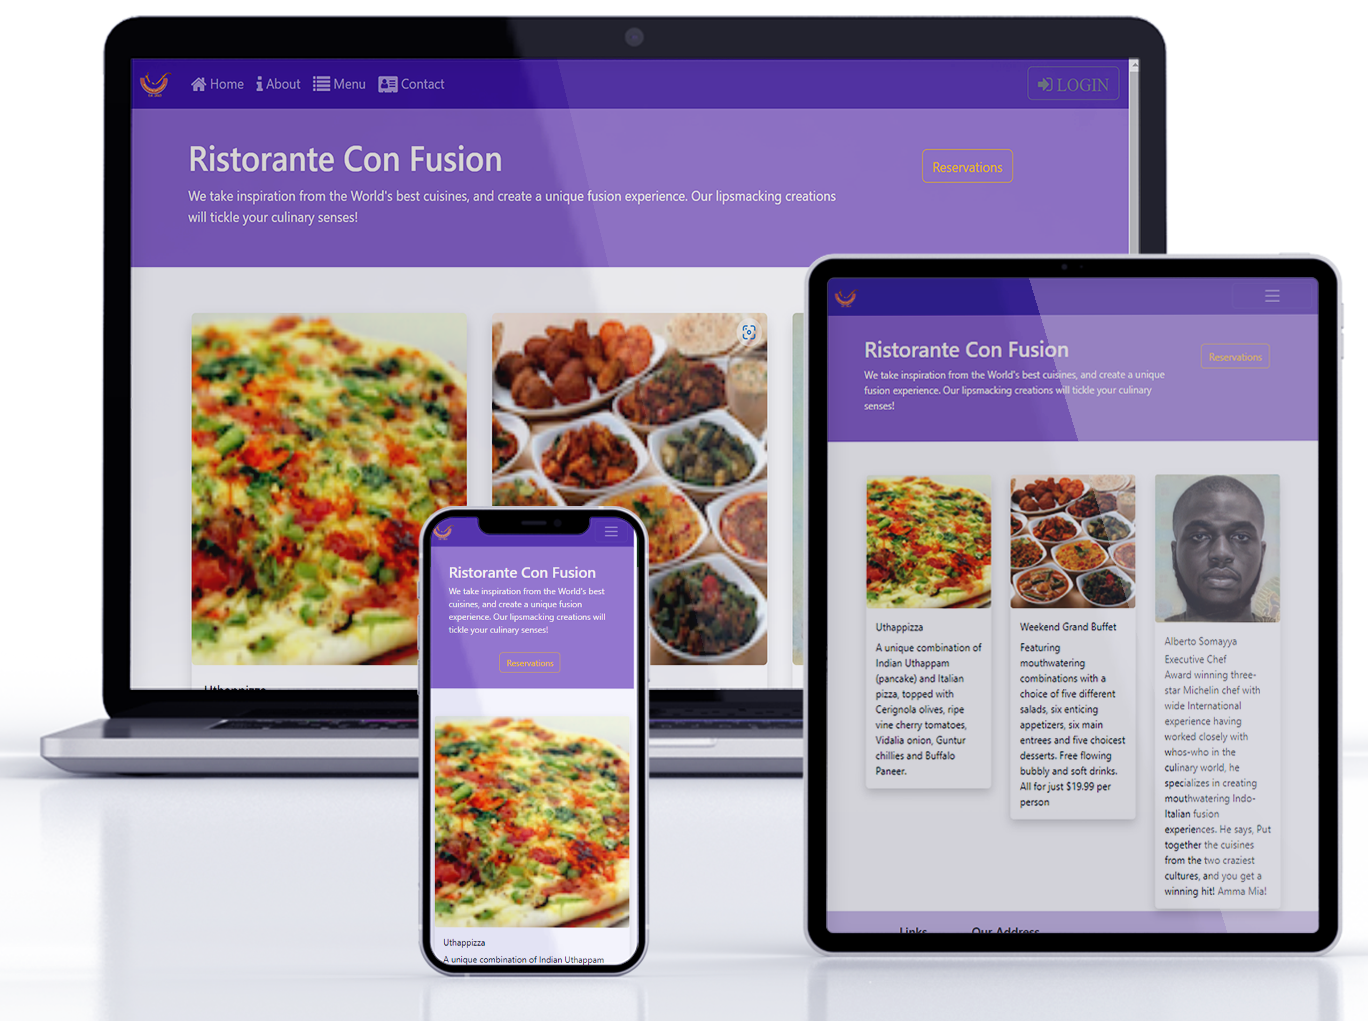 Home About Menu Contact LOGIN
Ristorante Con Fusion
Reservations
We take inspiration from the World's best cuisines, and create a unique fusion experience. Our lipsmacking creations
will tickle your culinary senses!
Uthappizza
Ristorante Con Fusion
We take inspiration from the World's best
cuisines, and create a unique fusion
experience. Our lipsmacking creations will
tickle your culinary senses!
Reservations
Uthappizza
A unique combination of Indian Uthappam
Ristorante Con Fusion
Reservations
We take inspiration from the World's best cuisines, and create a unique
fusion experience. Our lipsmacking creations will tickle your culinary
senses!
Uthappizza
A unique combination of
Indian Uthappam
(pancake) and Italian
pizza, topped with
Cerignola olives, ripe
vine cherry tomatoes,
Vidalia onion, Guntur
chillies and Buffalo
Paneer.
Weekend Grand Buffet
Featuring
mouthwatering
combinations with a
choice of five different
salads, six enticing
appetizers, six main
entrees and five choicest
desserts. Free flowing
bubbly and soft drinks.
All for just $19.99 per
person
Alberto Somayya
Executive Chef
Award winning three-
star Michelin chef with
wide International
experience having
worked closely with
whos-who in the
culinary world, he
specializes in creating
mouthwatering Indo-
Italian fusion
experiences. He says, Put
together the cuisines
from the two craziest
cultures, and you get a
winning hit! Amma Mia!
Links Our Address